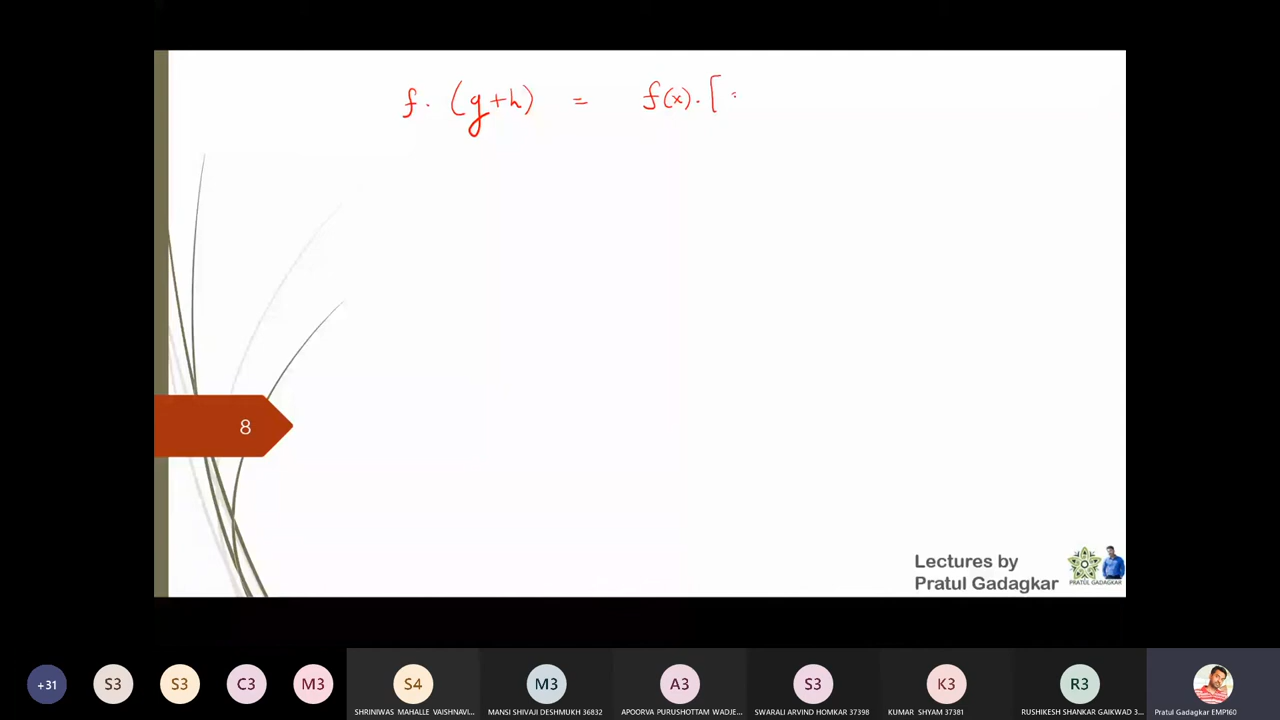 f. (g+h) = f(x). [
8
Lectures by
Pratul Gadagkar
PRATUL GADAGKAR
+31
S3
S3
C3
M3
S4
M3
A3
S3
K3
R3
SHRINIWAS MAHALLE VAISHNAVI...
MANSI SHIVAJI DESHMUKH 36832
APOORVA PURUSHOTTAM WADJE...
SWARALI ARVIND HOMKAR 37398
KUMAR SHYAM 37381
RUSHIKESH SHANKAR GAIKWAD 3...
Pratul Gadagkar EMP160